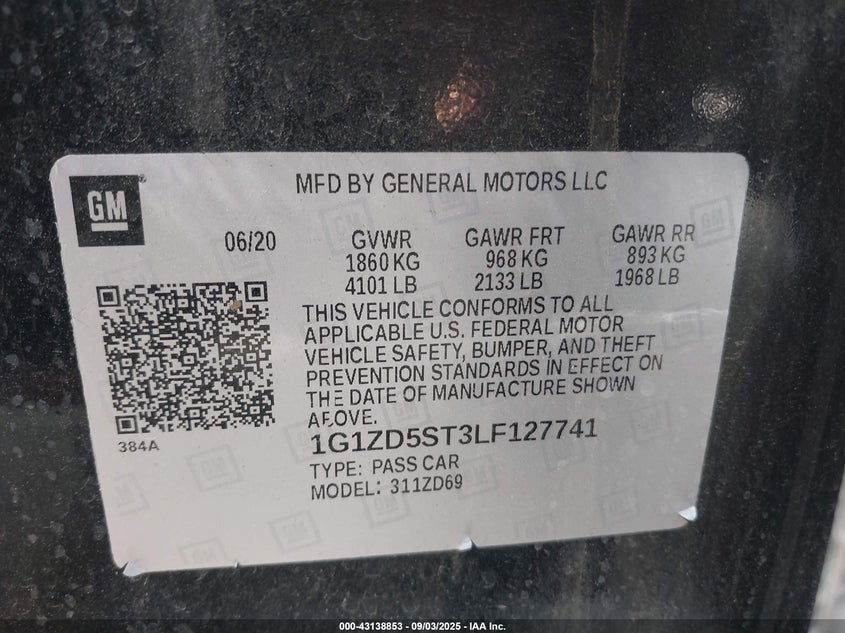 GM
MFD BY GENERAL MOTORS LLC
06/20 GVWR GAWR FRT GAWR RR
1860 KG 968 KG 893 KG
4101 LB 2133 LB 1968 LB
THIS VEHICLE CONFORMS TO ALL
APPLICABLE U.S. FEDERAL MOTOR
VEHICLE SAFETY, BUMPER, AND THEFT
PREVENTION STANDARDS IN EFFECT ON
THE DATE OF MANUFACTURE SHOWN
ABOVE.
384A
1G1ZD5ST3LF127741
TYPE: PASS CAR
MODEL: 311ZD69
000-43138853 - 09/03/2025 - IAA Inc.